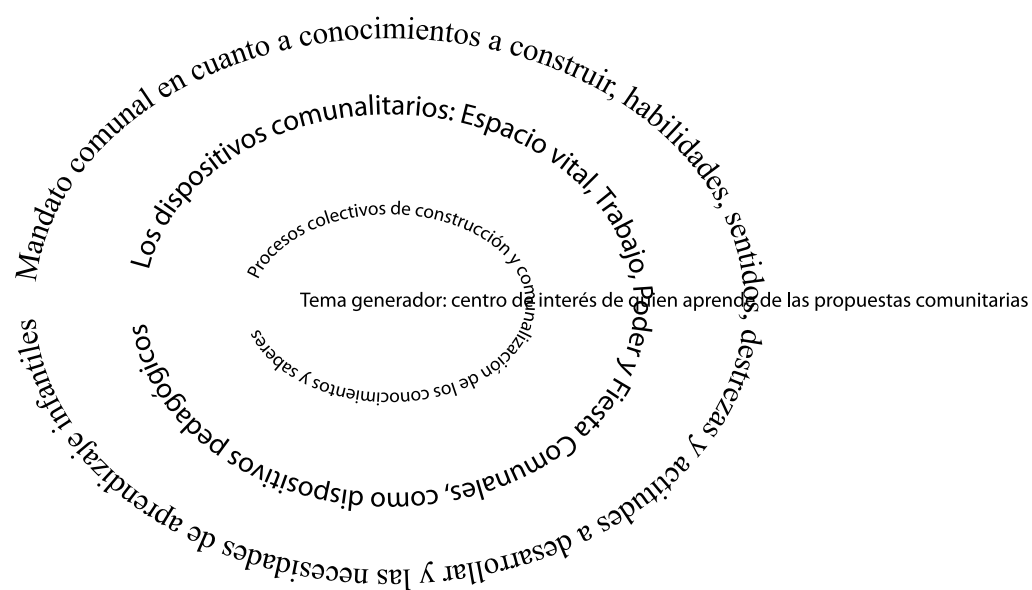 Mandato comunal en cuanto a conocimientos a construir, habilidades, sentidos, destrezas y actitudes a desarrollar y las necesidades de aprendizaje infantiles
Los dispositivos comunalitarios: Espacio vital, Trabajo, Poder y Fiesta Comunales, como dispositivos pedagógicos
Procesos colectivos de construcción y comunalización de los conocimientos y saberes
Tema generador: centro de interés de quien aprende de las propuestas comunitarias